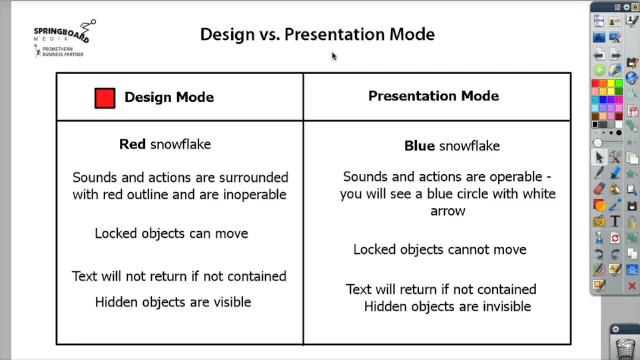 Design vs. Presentation Mode
SPRINGBOARD
MEDIA
PROMETHEAN
BUSINESS PARTNER
Design Mode
Presentation Mode
Red snowflake
Sounds and actions are surrounded
with red outline and are inoperable
Locked objects can move
Text will not return if not contained
Hidden objects are visible
Blue snowflake
Sounds and actions are operable -
you will see a blue circle with white
arrow
Locked objects cannot move
Text will return if not contained
Hidden objects are invisible